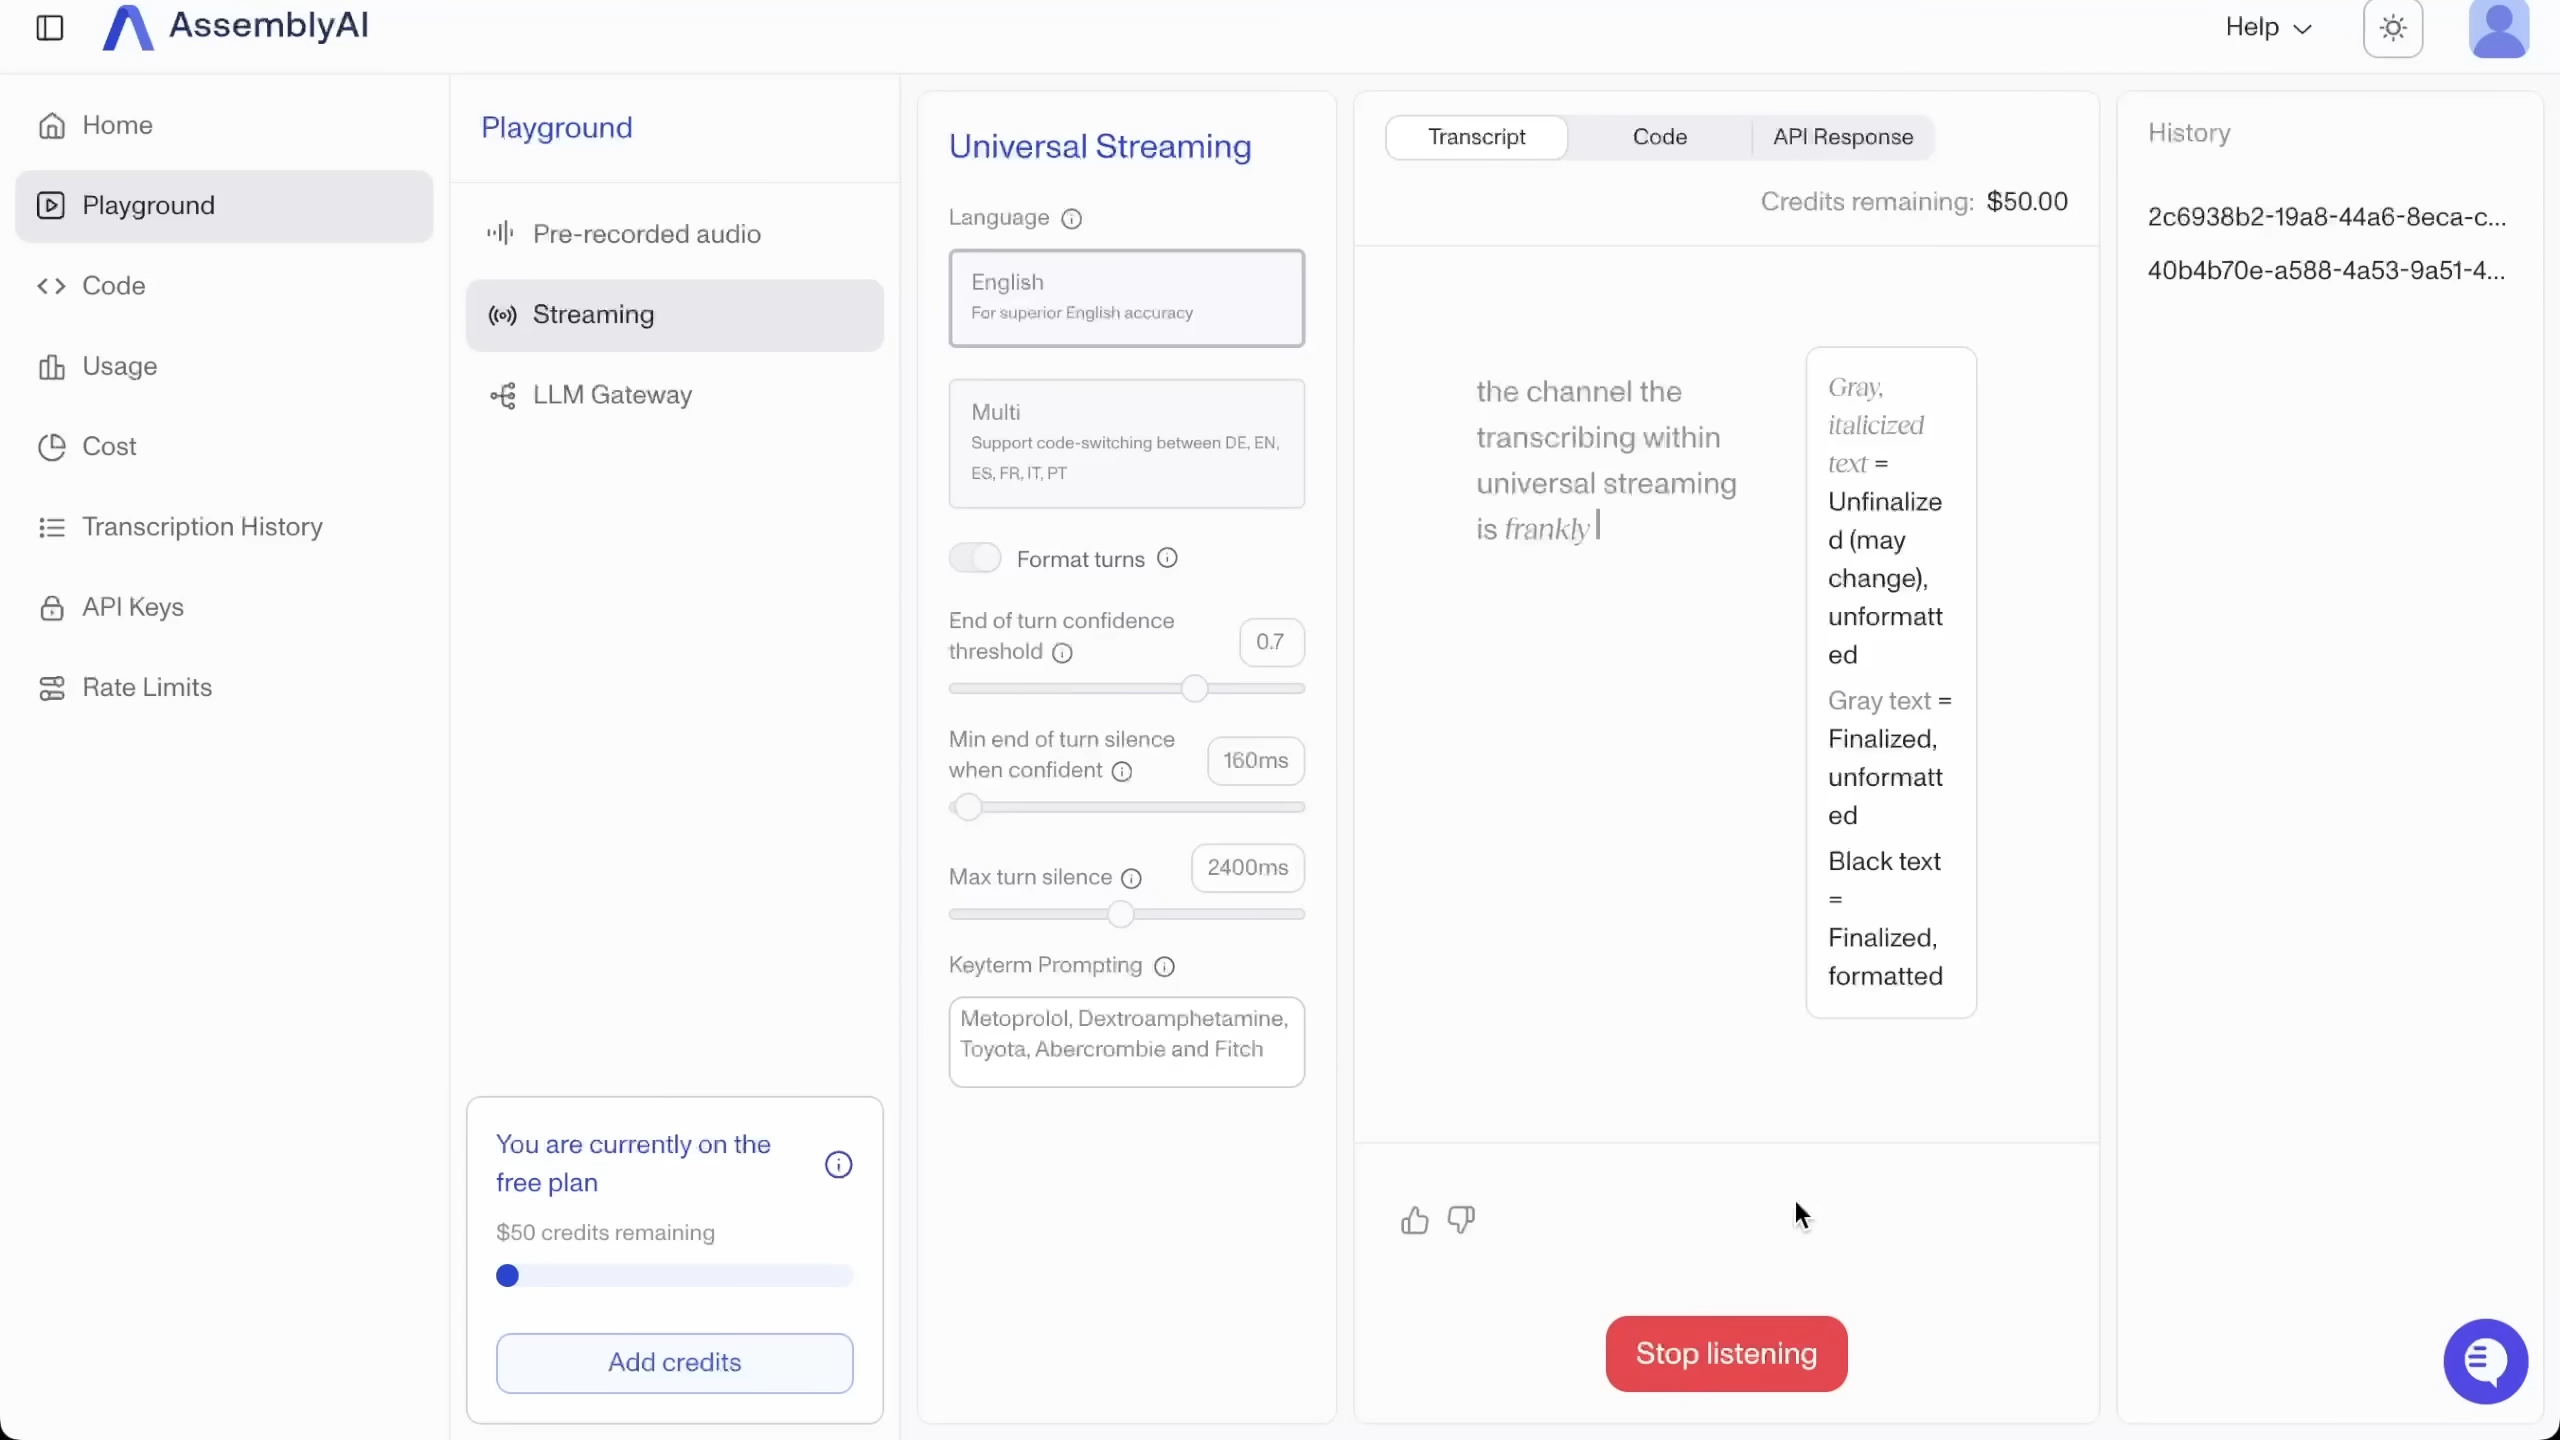 AssemblyAI
Help
Home
Playground
Code
Usage
Cost
Transcription History
API Keys
Rate Limits
Playground
Pre-recorded audio
Streaming
LLM Gateway
You are currently on the
free plan
$50 credits remaining
Add credits
Universal Streaming
Language
English
For superior English accuracy
Multi
Support code-switching between DE, EN,
ES, FR, IT, PT
Format turns
End of turn confidence
threshold
0.7
Min end of turn silence
when confident
160ms
Max turn silence
2400ms
Keyterm Prompting
Metoprolol, Dextroamphetamine,
Toyota, Abercrombie and Fitch
Transcript
Code
API Response
Credits remaining: $50.00
the channel the
transcribing within
universal streaming
is frankly
Gray,
italicized
text =
Unfinalize
d (may
change),
unformatt
ed
Gray text =
Finalized,
unformatt
ed
Black text
=
Finalized,
formatted
Stop listening
History
2c6938b2-19a8-44a6-8eca-c...
40b4b70e-a588-4a53-9a51-4...